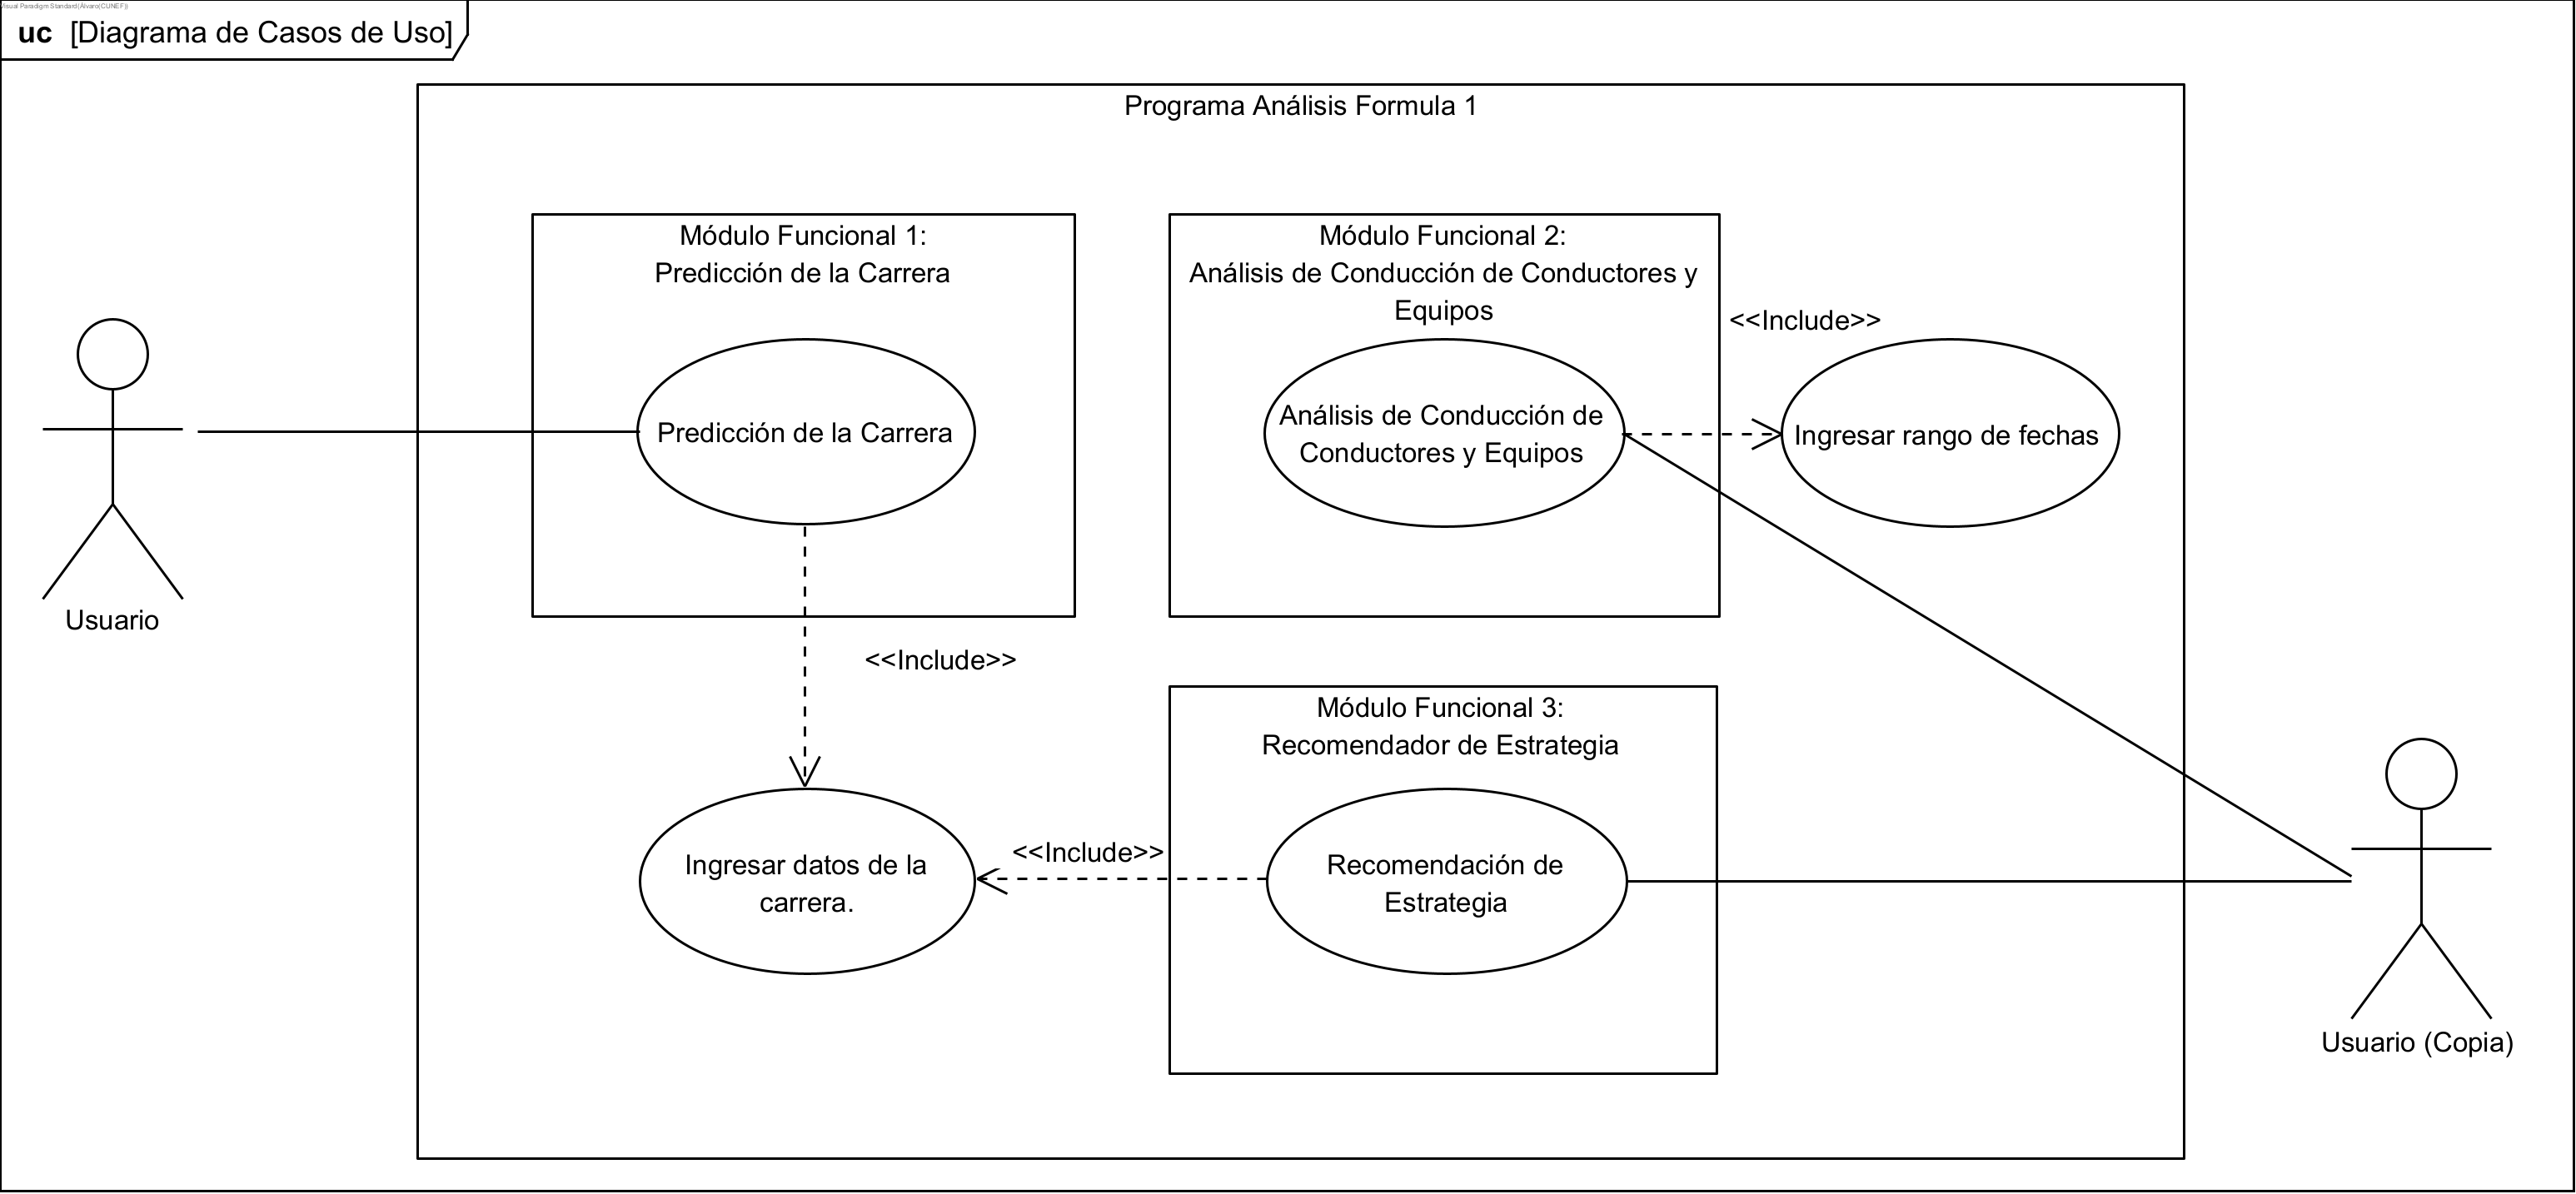 Visual Paradigm Standard(Álvaro(CUNEF))
uc [Diagrama de Casos de Uso]
Programa Análisis Formula 1
Módulo Funcional 1:
Predicción de la Carrera
Predicción de la Carrera
Módulo Funcional 2:
Análisis de Conducción de Conductores y
Equipos
Análisis de Conducción de
Conductores y Equipos
<<Include>>
Ingresar rango de fechas
Usuario
<<Include>>
Módulo Funcional 3:
Recomendador de Estrategia
Ingresar datos de la
carrera.
<<Include>>
Recomendación de
Estrategia
Usuario (Copia)